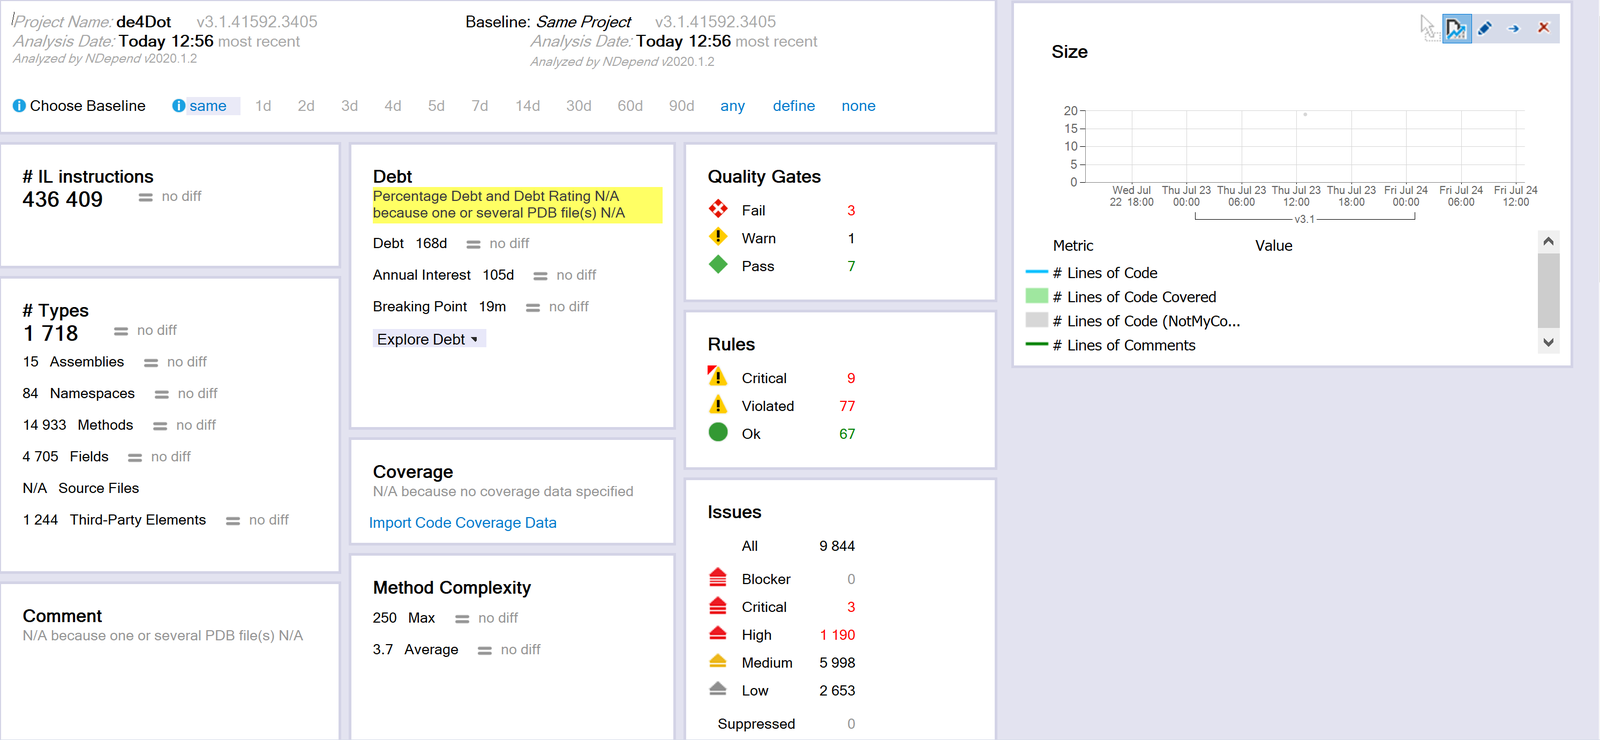 Project Name: de4Dot v3.1.41592.3405
Analysis Date: Today 12:56 most recent
Analyzed by NDepend v2020.1.2
Baseline: Same Project v3.1.41592.3405
Analysis Date: Today 12:56 most recent
Analyzed by NDepend v2020.1.2
Choose Baseline same 1d 2d 3d 4d 5d 7d 14d 30d 60d 90d any define none
# IL instructions
436 409 no diff
# Types
1 718 no diff
15 Assemblies no diff
84 Namespaces no diff
14 933 Methods no diff
4 705 Fields no diff
N/A Source Files
1 244 Third-Party Elements no diff
Comment
N/A because one or several PDB file(s) N/A
Debt
Percentage Debt and Debt Rating N/A
because one or several PDB file(s) N/A
Debt 168d no diff
Annual Interest 105d no diff
Breaking Point 19m no diff
Explore Debt
Coverage
N/A because no coverage data specified
Import Code Coverage Data
Method Complexity
250 Max no diff
3.7 Average no diff
Quality Gates
Fail 3
Warn 1
Pass 7
Rules
Critical 9
Violated 77
Ok 67
Issues
All 9 844
Blocker 0
Critical 3
High 1 190
Medium 5 998
Low 2 653
Suppressed 0
Size
20
15
10
5
0
Wed Jul Thu Jul 23 Thu Jul 23 Thu Jul 23 Thu Jul 23 Fri Jul 24 Fri Jul 24 Fri Jul 24
22 18:00 00:00 06:00 12:00 18:00 00:00 06:00 12:00
v3.1
Metric Value
# Lines of Code
# Lines of Code Covered
# Lines of Code (NotMyCo...
# Lines of Comments